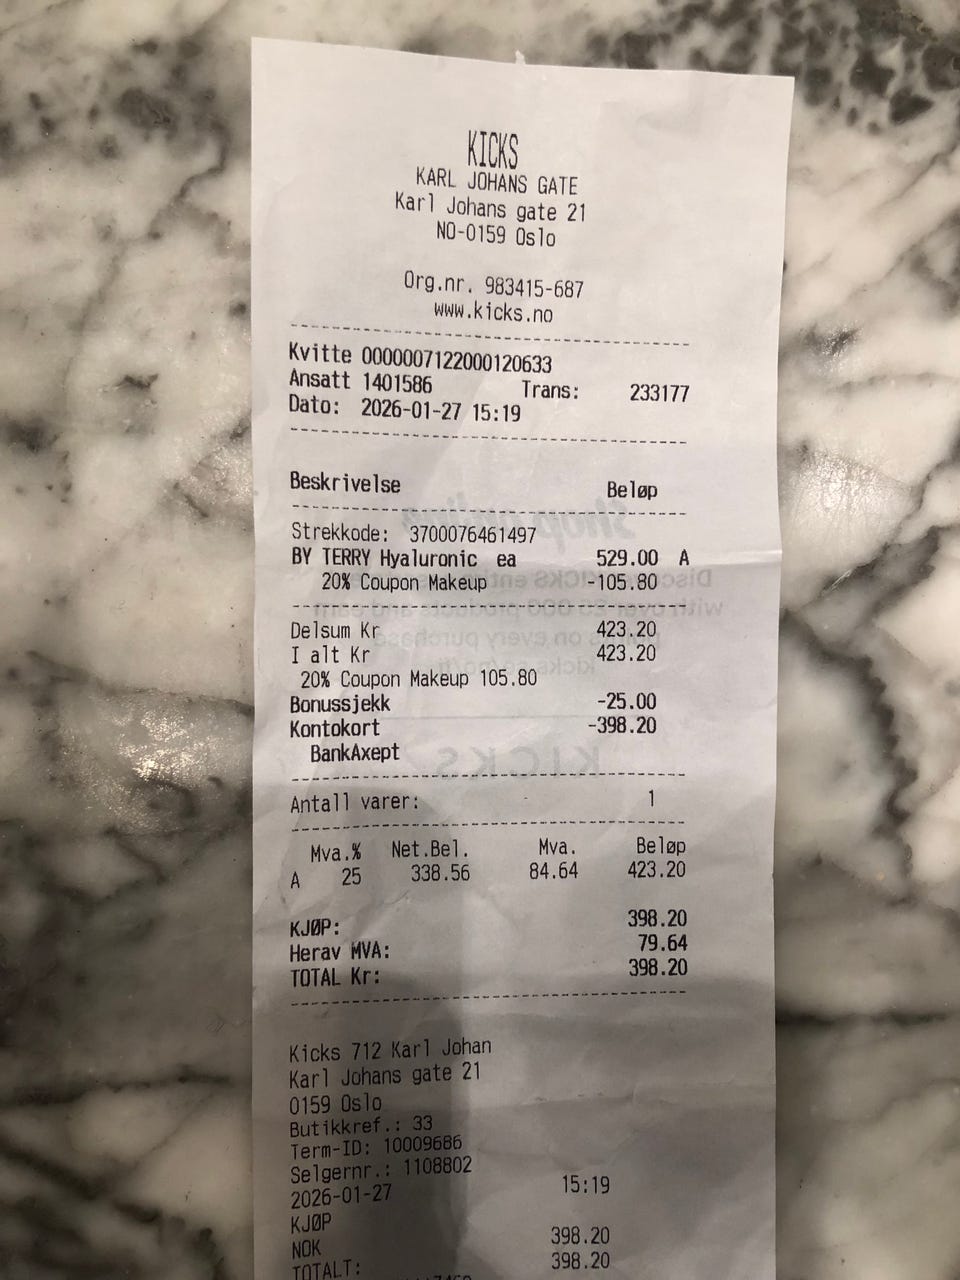 KICKS
KARL JOHANS GATE
Karl Johans gate 21
NO-0159 Oslo
Org.nr. 983415-687
www.kicks.no
Kvitte 0000007122000120633
Ansatt 1401586 Trans: 233177
Dato: 2026-01-27 15:19
Beskrivelse Beløp
Strekkode: 3700076461497
BY TERRY Hyaluronic ea 529.00 A
20% Coupon Makeup -105.80
Delsum Kr 423.20
I alt Kr 423.20
20% Coupon Makeup 105.80
Bonussjekk -25.00
Kontokort -398.20
BankAxept
Antall varer: 1
Mva.% Net.Bel. Mva. Beløp
A 25 338.56 84.64 423.20
KJØP: 398.20
Herav MVA: 79.64
TOTAL Kr: 398.20
Kicks 712 Karl Johan
Karl Johans gate 21
0159 Oslo
Butikkref.: 33
Term-ID: 10009686
Selgernr.: 1108802
2026-01-27 15:19
KJØP
NOK 398.20
TOTALT: 398.20